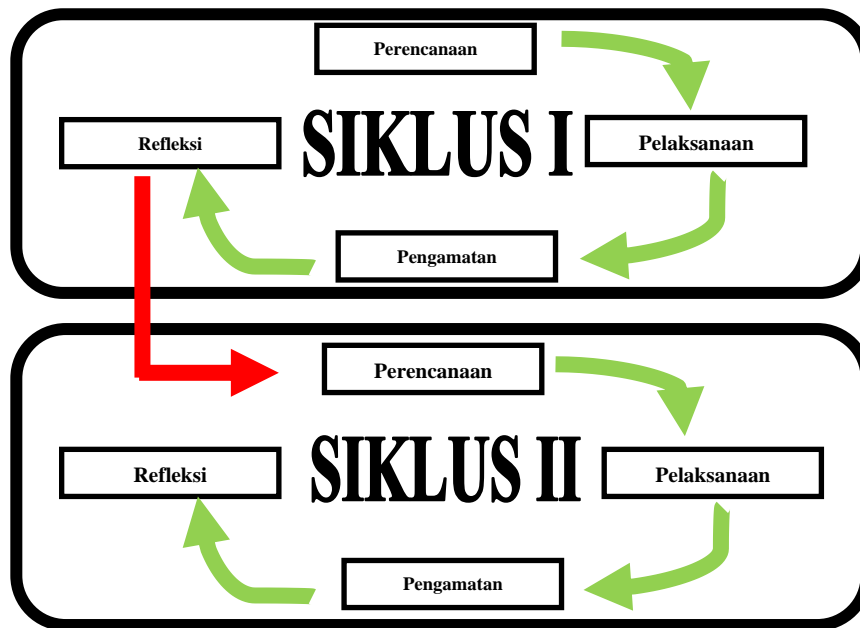 Perencanaan
Refleksi
SIKLUS I
Pelaksanaan
Pengamatan
Perencanaan
Refleksi
SIKLUS II
Pelaksanaan
Pengamatan